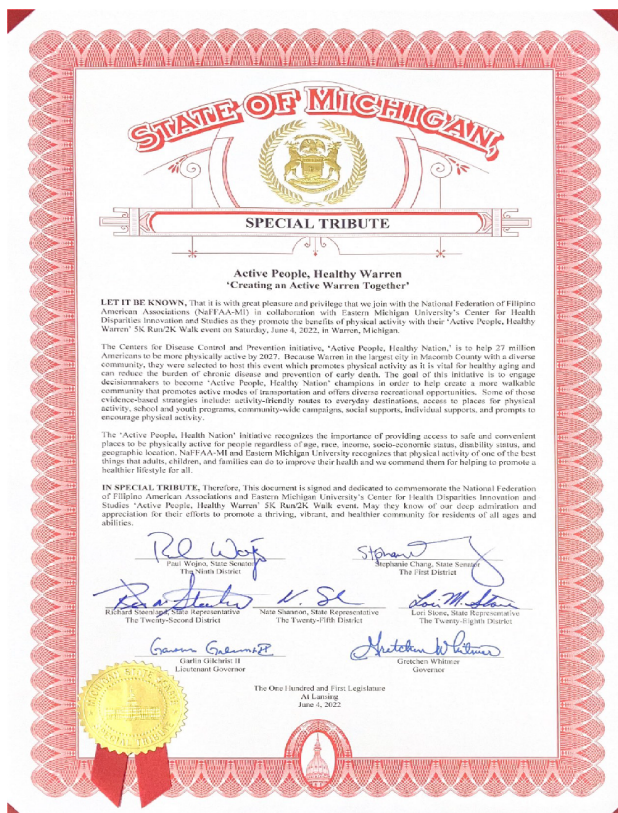 STATE OF MICHIGAN,
SPECIAL TRIBUTE
Active People, Healthy Warren
'Creating an Active Warren Together'
LET IT BE KNOWN, That it is with great pleasure and privilege that we join with the National Federation of Filipino
American Associations (NaFFAA-MI) in collaboration with Eastern Michigan University's Center for Health
Disparities Innovation and Studies as they promote the benefits of physical activity with their 'Active People, Healthy
Warren' 5K Run/2K Walk event on Saturday, June 4, 2022, in Warren, Michigan.
The Centers for Disease Control and Prevention initiative, 'Active People, Healthy Nation,' is to help 27 million
Americans to be more physically active by 2027. Because Warren in the largest city in Macomb County with a diverse
community, they were selected to host this event which promotes physical activity as it is vital for healthy aging and
can reduce the burden of chronic disease and prevention of early death. The goal of this initiative is to engage
decisionmakers to become 'Active People, Healthy Nation' champions in order to help create a more walkable
community that promotes active modes of transportation and offers diverse recreational opportunities. Some of those
evidence-based strategies include: activity-friendly routes to everyday destinations, access to places for physical
activity, school and youth programs, community-wide campaigns, social supports, individual supports, and prompts to
encourage physical activity.
The 'Active People, Health Nation' initiative recognizes the importance of providing access to safe and convenient
places to be physically active for people regardless of age, race, income, socio-economic status, disability status, and
geographic location. NaFFAA-MI and Eastern Michigan University recognizes that physical activity of one of the best
things that adults, children, and families can do to improve their health and we commend them for helping to promote a
healthier lifestyle for all.
IN SPECIAL TRIBUTE, Therefore, This document is signed and dedicated to commemorate the National Federation
of Filipino American Associations and Eastern Michigan University's Center for Health Disparities Innovation and
Studies 'Active People, Healthy Warren' 5K Run/2K Walk event. May they know of our deep admiration and
appreciation for their efforts to promote a thriving, vibrant, and healthier community for residents of all ages and
abilities.
Paul Wojno, State Senator
The Ninth District
Stephanie Chang, State Senator
The First District
Richard Steenland, State Representative
The Twenty-Second District
Nate Shannon, State Representative
The Twenty-Fifth District
Lori Stone, State Representative
The Twenty-Eighth District
Garlin Gilchrist II
Lieutenant Governor
Gretchen Whitmer
Governor
The One Hundred and First Legislature
At Lansing
June 4, 2022